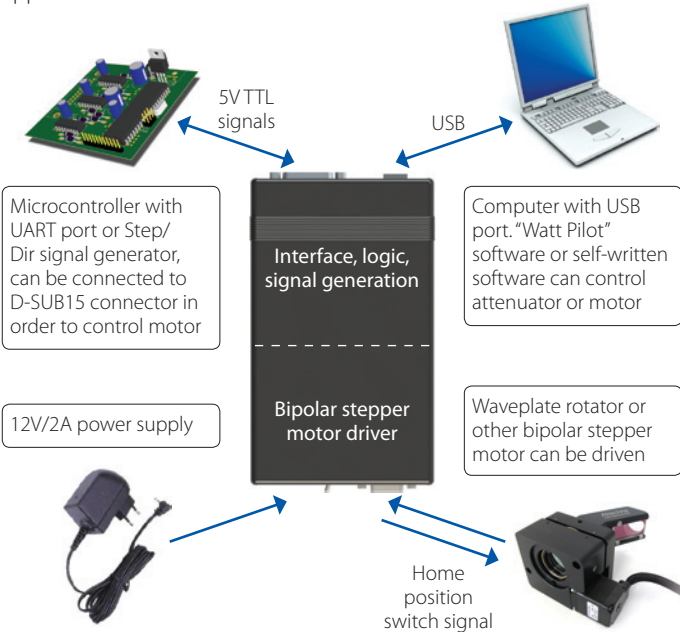 5V TTL
signals
USB
Microcontroller with
UART port or Step/
Dir signal generator,
can be connected to
D-SUB15 connector in
order to control motor
Interface, logic,
signal generation
Computer with USB
port. “Watt Pilot”
software or self-written
software can control
attenuator or motor
12V/2A power supply
Bipolar stepper
motor driver
Waveplate rotator or
other bipolar stepper
motor can be driven
Home
position
switch signal